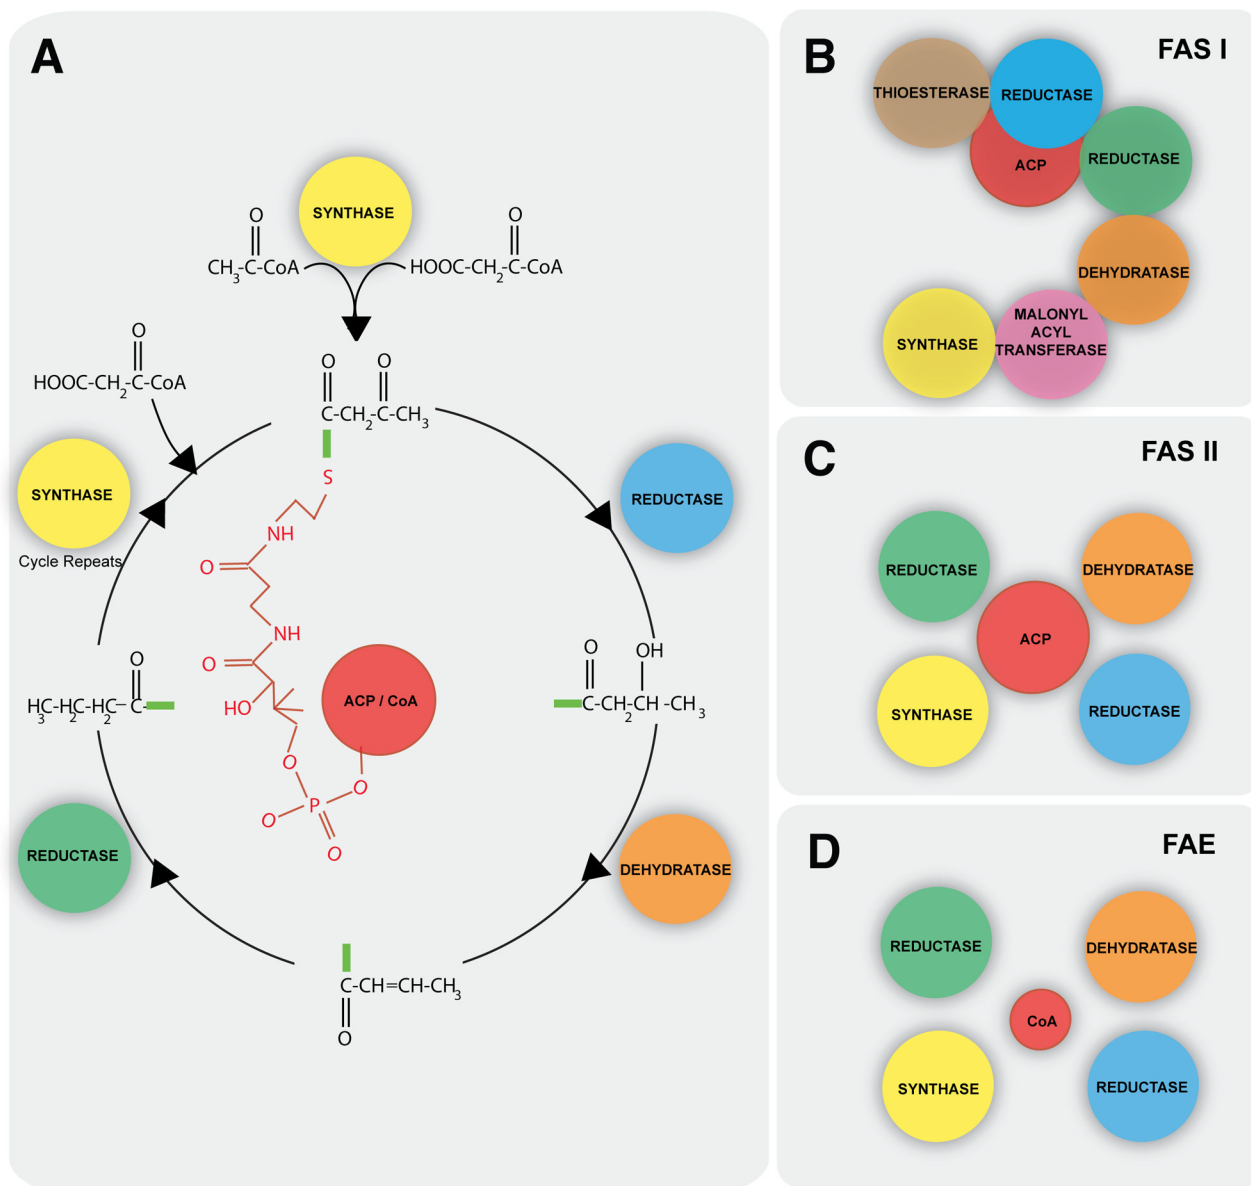 A
SYNTHASE
O
CH3-C-CoA
O
HOOC-CH2-C-CoA
O
HOOC-CH2-C-CoA
SYNTHASE
Cycle Repeats
O O
C-CH2-C-CH3
S
NH
O
NH
O
HO
O
O
P
O
O
ACP / CoA
REDUCTASE
O OH
C-CH2-CH-CH3
DEHYDRATASE
C-CH=CH-CH3
O
REDUCTASE
O
H3C-H2C-H2C-C
B
FAS I
THIOESTERASE
REDUCTASE
ACP
REDUCTASE
DEHYDRATASE
MALONYL
ACYL
TRANSFERASE
SYNTHASE
C
FAS II
REDUCTASE
DEHYDRATASE
ACP
SYNTHASE
REDUCTASE
D
FAE
REDUCTASE
DEHYDRATASE
CoA
SYNTHASE
REDUCTASE